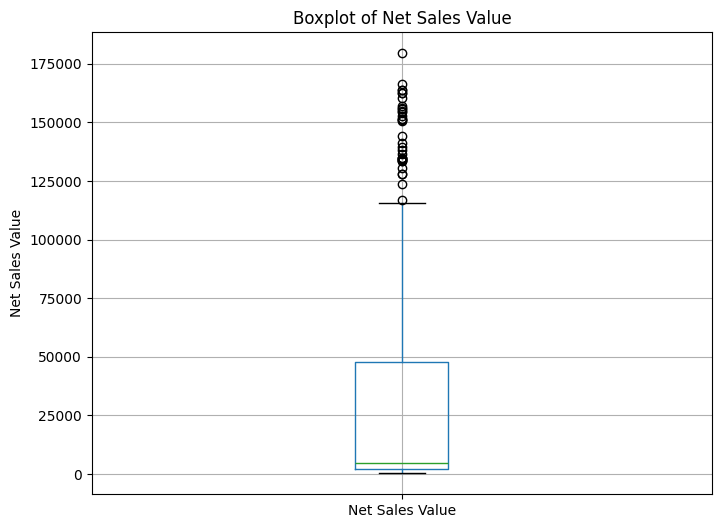 Boxplot of Net Sales Value
175000
150000
125000
100000
75000
50000
25000
0
Net Sales Value
Net Sales Value